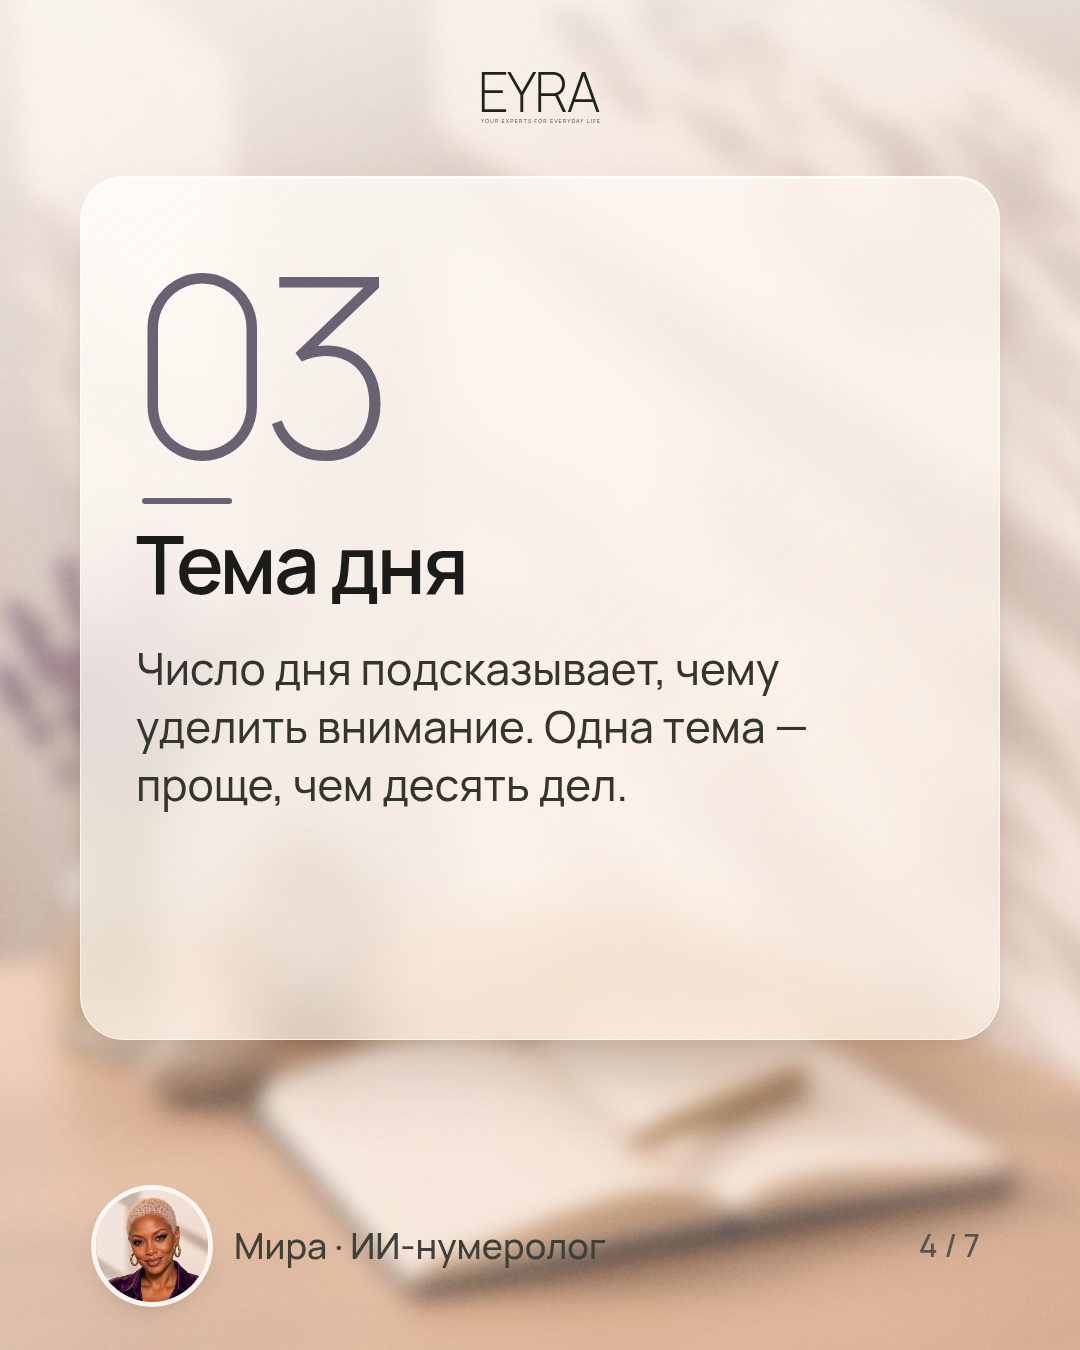 EYRA
YOUR EXPERTS FOR EVERYDAY LIFE
03
Тема дня
Число дня подсказывает, чему
уделить внимание. Одна тема —
проще, чем десять дел.
Мира · ИИ-нумеролог
4 / 7